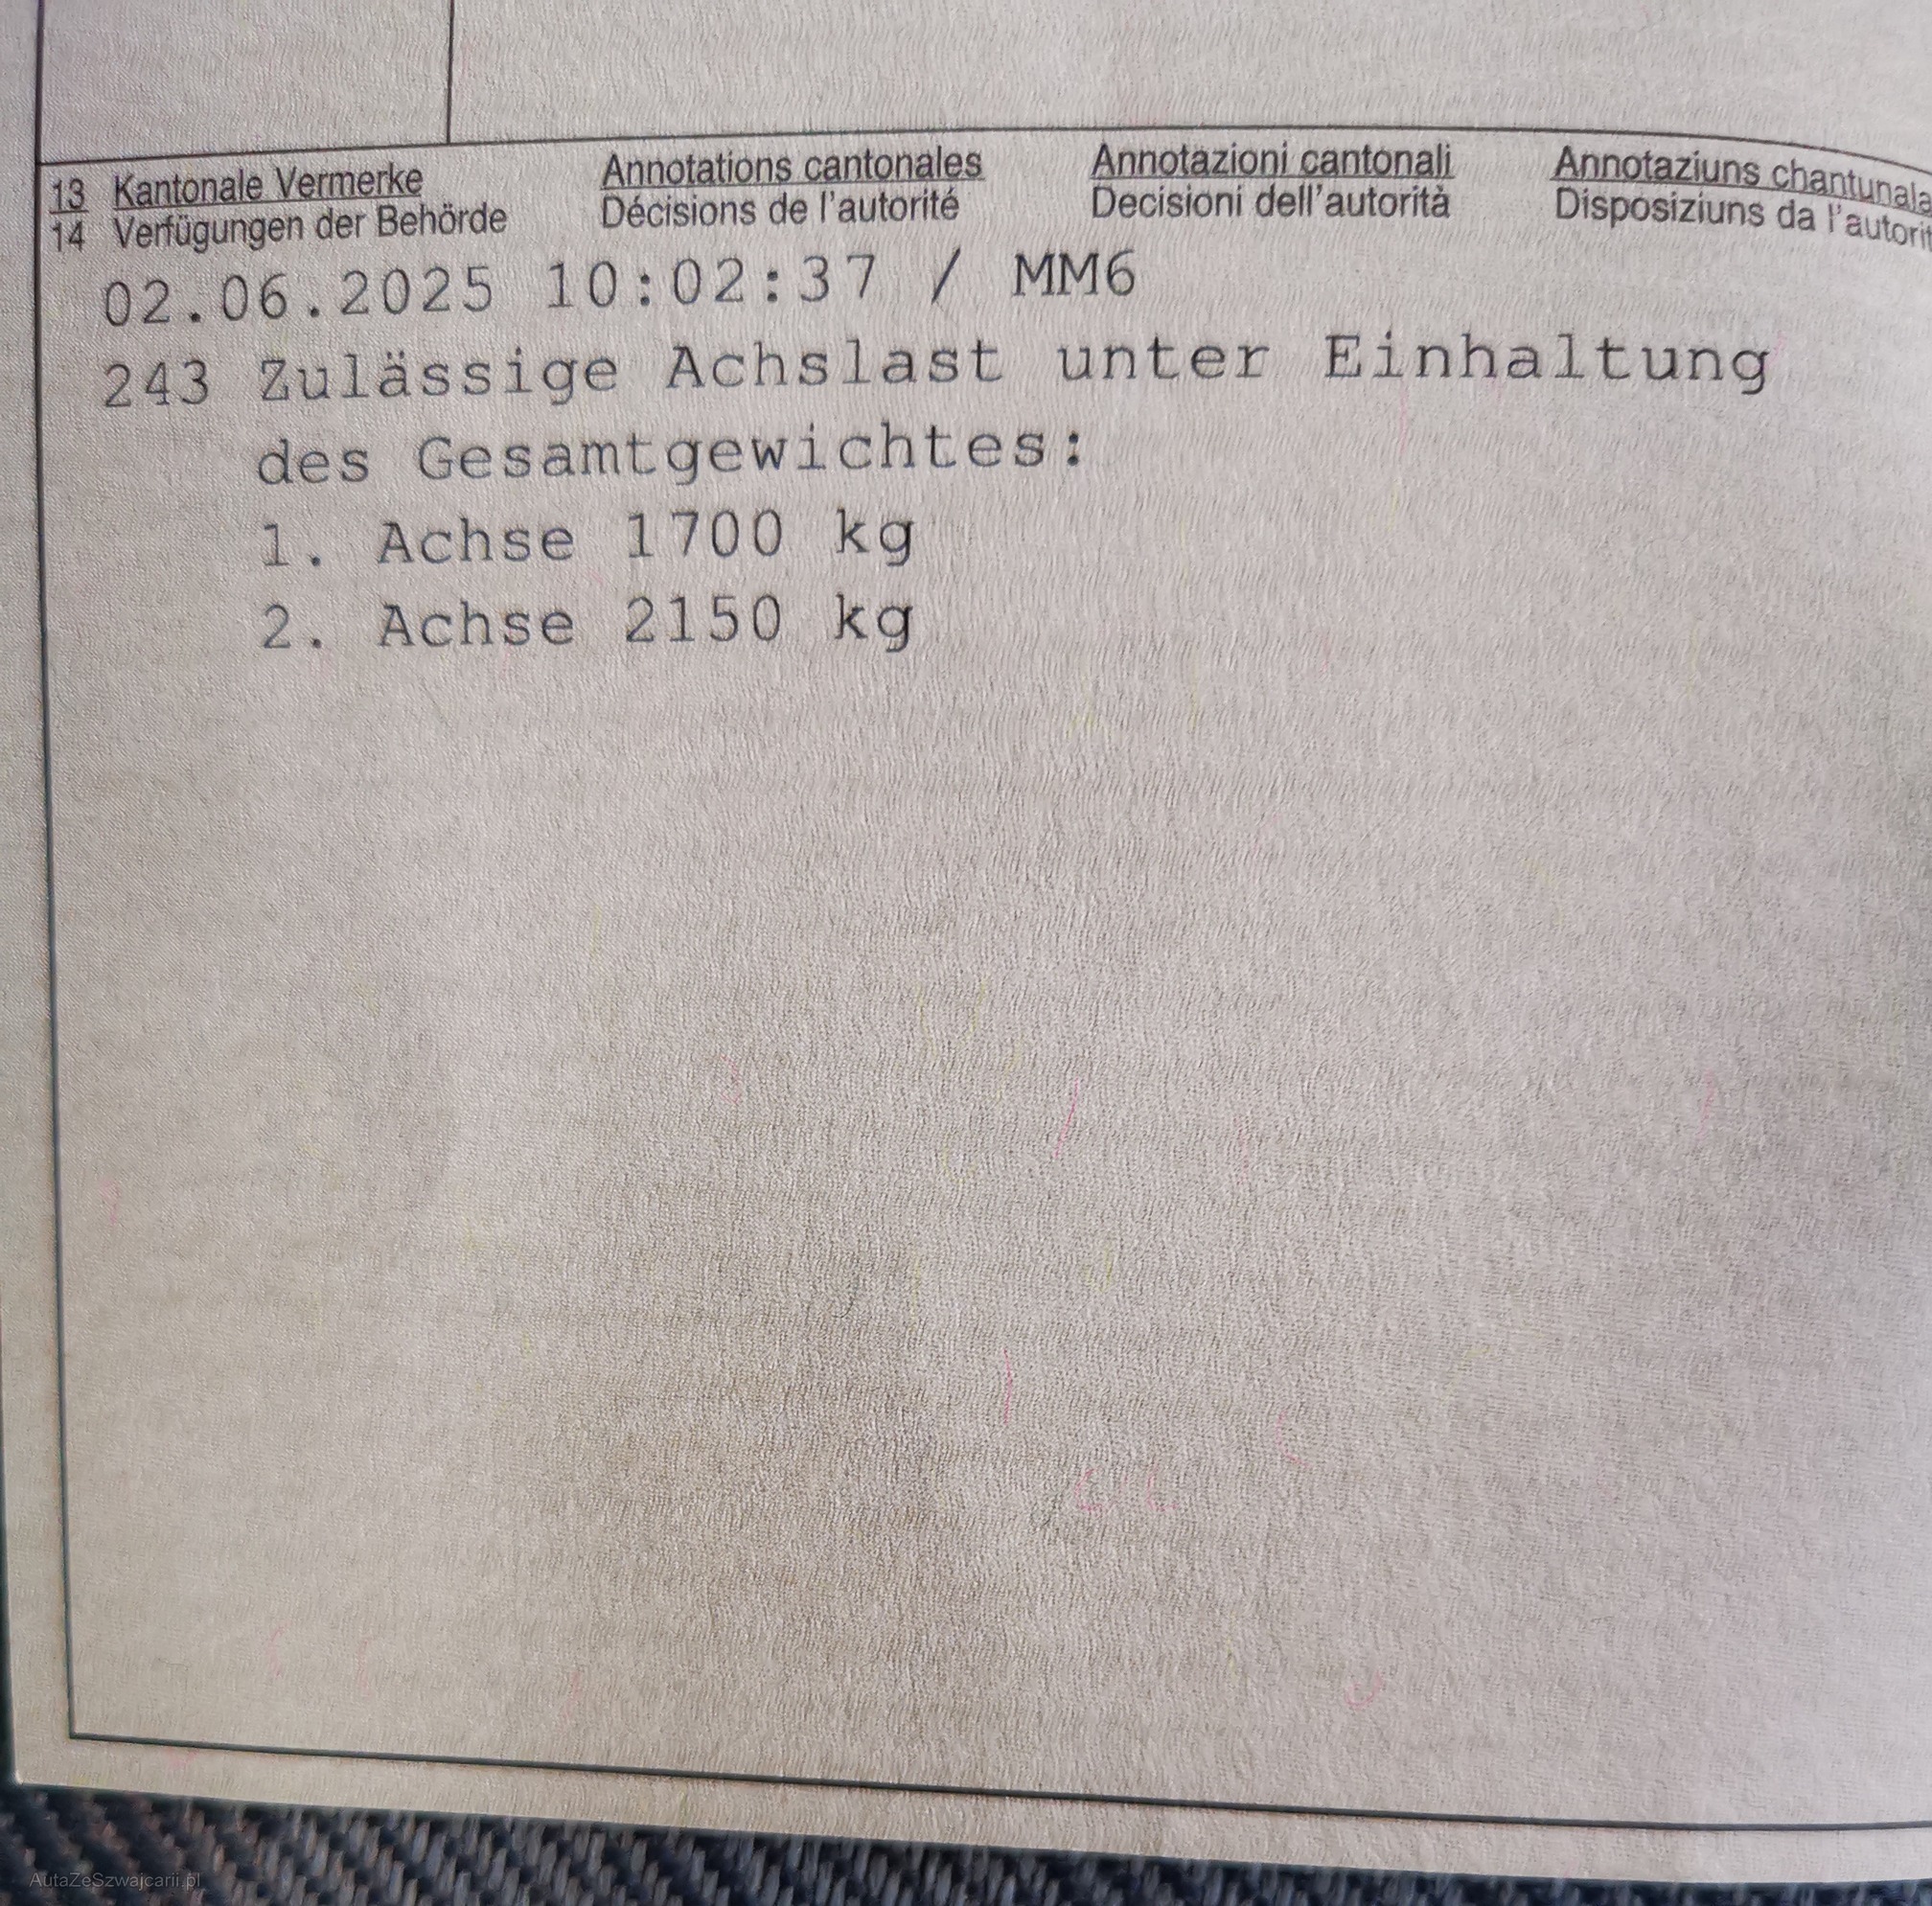 13 Kantonale Vermerke Annotations cantonales Annotazioni cantonali Annotaziuns chantunala
14 Verfügungen der Behörde Décisions de l'autorité Decisioni dell'autorità Disposiziuns da l'autorit
02.06.2025 10:02:37 / MM6
243 Zulässige Achslast unter Einhaltung
des Gesamtgewichtes:
1. Achse 1700 kg
2. Achse 2150 kg
AutaZeSzwajcarii.pl